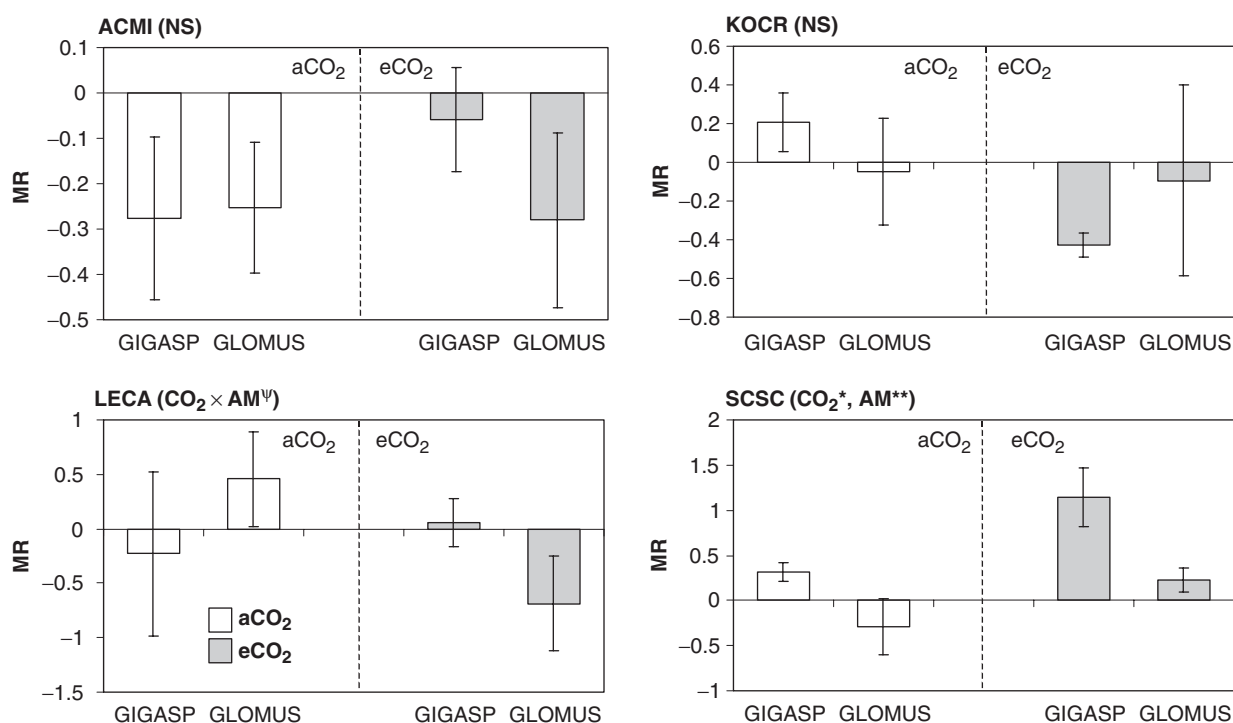 ACMI (NS)
0.1
0
−0.1
−0.2
−0.3
−0.4
−0.5
MR
aCO₂
eCO₂
GIGASP GLOMUS GIGASP GLOMUS
KOCR (NS)
0.6
0.4
0.2
0
−0.2
−0.4
−0.6
−0.8
MR
aCO₂
eCO₂
GIGASP GLOMUS GIGASP GLOMUS
LECA (CO₂ × AMᵠ)
1
0.5
0
−0.5
−1
−1.5
MR
aCO₂
eCO₂
aCO₂
eCO₂
GIGASP GLOMUS GIGASP GLOMUS
SCSC (CO₂*, AM**)
2
1.5
1
0.5
0
−0.5
−1
MR
aCO₂
eCO₂
GIGASP GLOMUS GIGASP GLOMUS